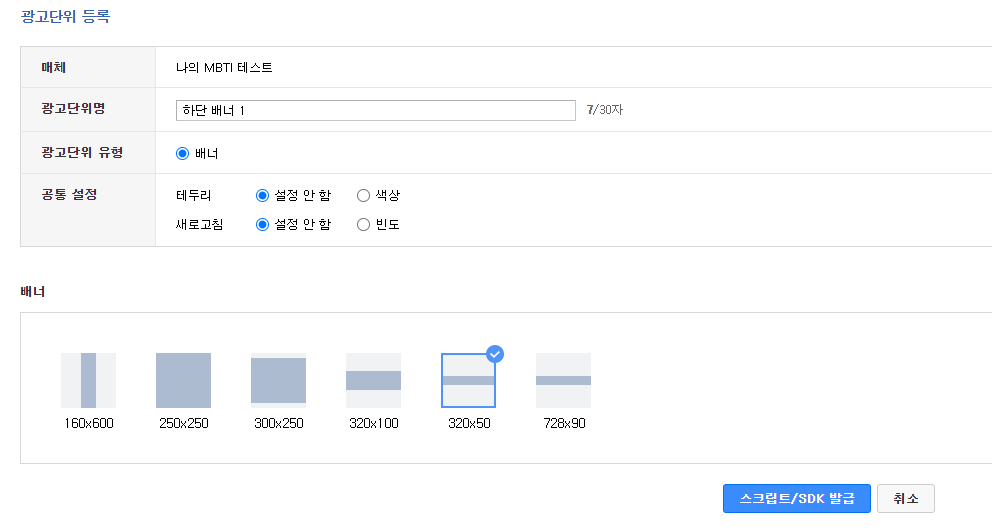 광고단위 등록
매체 나의 MBTI 테스트
광고단위명 하단 배너 1 7/30자
광고단위 유형 배너
공통 설정 테두리 설정 안 함 색상
새로고침 설정 안 함 빈도
배너
160x600 250x250 300x250 320x100 320x50 728x90
스크립트/SDK 발급 취소